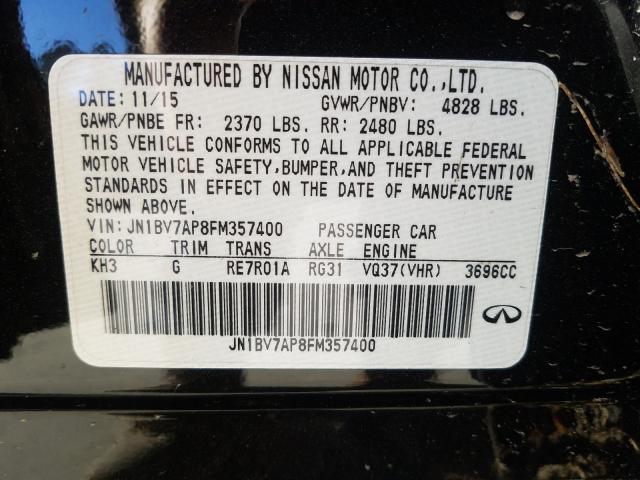 MANUFACTURED BY NISSAN MOTOR CO.,LTD.
DATE: 11/15 GVWR/PNBV: 4828 LBS.
GAWR/PNBE FR: 2370 LBS. RR: 2480 LBS.
THIS VEHICLE CONFORMS TO ALL APPLICABLE FEDERAL
MOTOR VEHICLE SAFETY,BUMPER,AND THEFT PREVENTION
STANDARDS IN EFFECT ON THE DATE OF MANUFACTURE
SHOWN ABOVE.
VIN: JN1BV7AP8FM357400 PASSENGER CAR
COLOR TRIM TRANS AXLE ENGINE
KH3 G RE7R01A RG31 VQ37(VHR) 3696CC
JN1BV7AP8FM357400